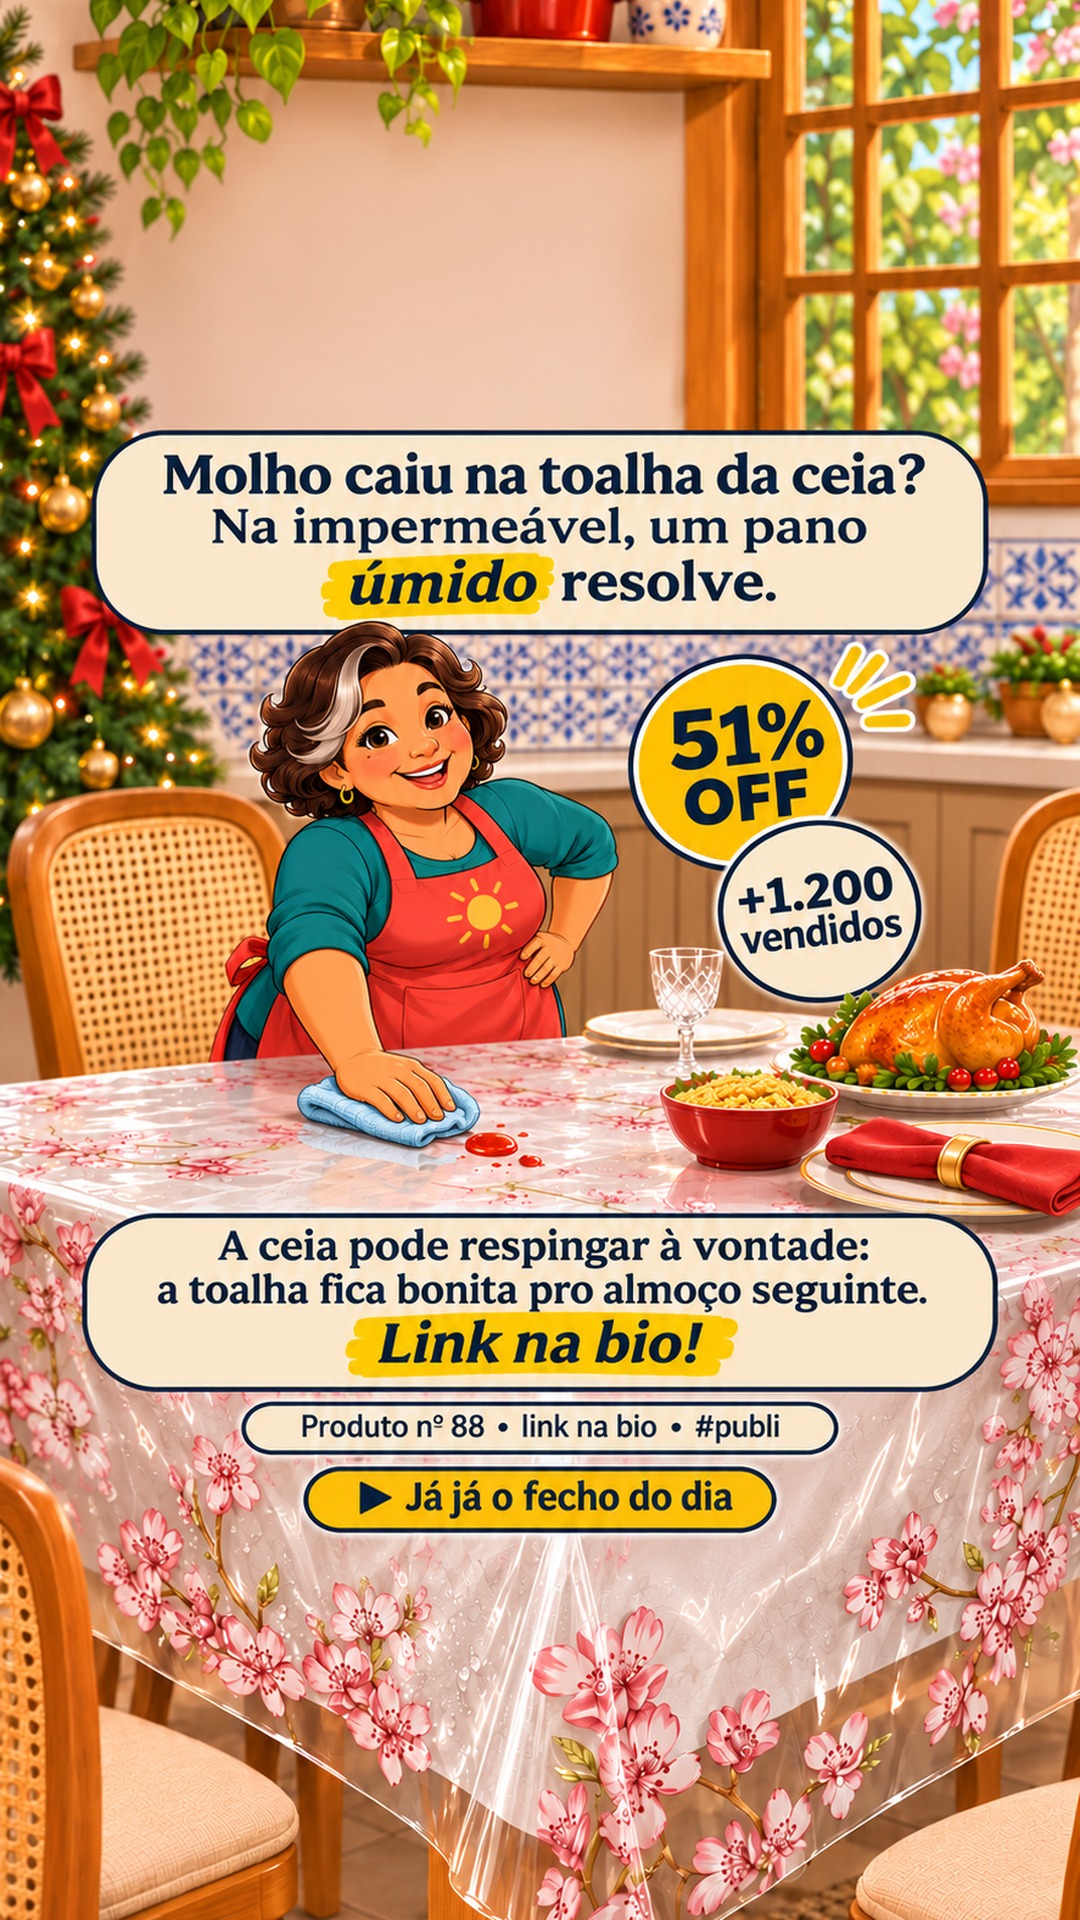 Molho caiu na toalha da ceia?
Na impermeável, um pano
úmido resolve.
51%
OFF
+1.200
vendidos
A ceia pode respingar à vontade:
a toalha fica bonita pro almoço seguinte.
Link na bio!
Produto nº 88 • link na bio • #publi
▶ Já já o fecho do dia